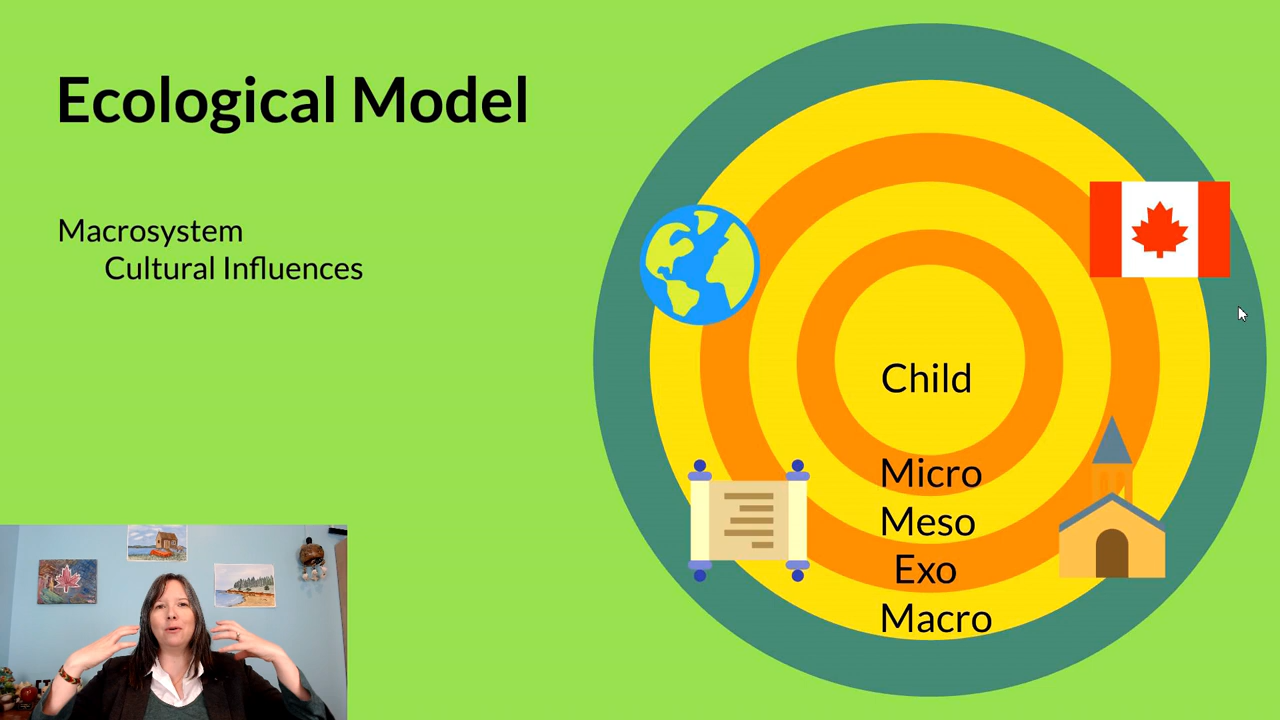 Ecological Model
Macrosystem
Cultural Influences
Child
Micro
Meso
Exo
Macro